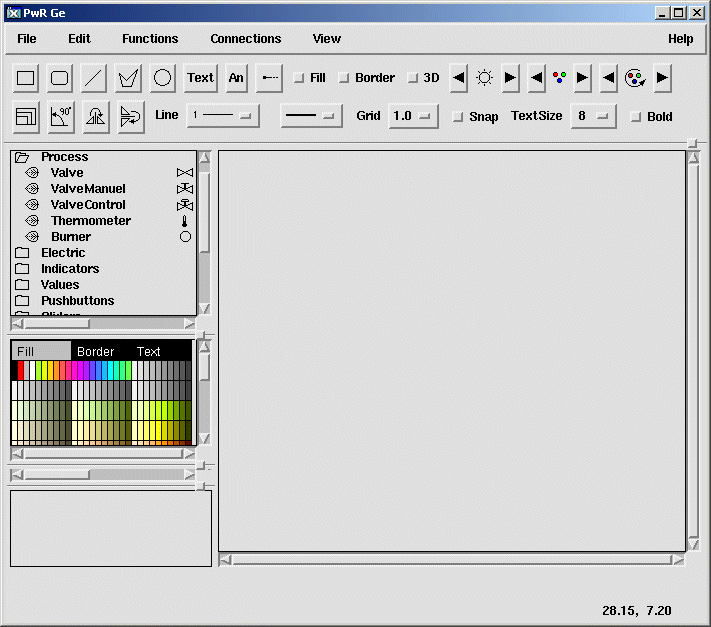 PwR Ge
File Edit Functions Connections View Help
Text An Fill Border 3D
90° Line 1 Grid 1.0 Snap TextSize 8 Bold
Process
Valve
ValveManuel
ValveControl
Thermometer
Burner
Electric
Indicators
Values
Pushbuttons
Sliders
Fill Border Text
28.15, 7.20